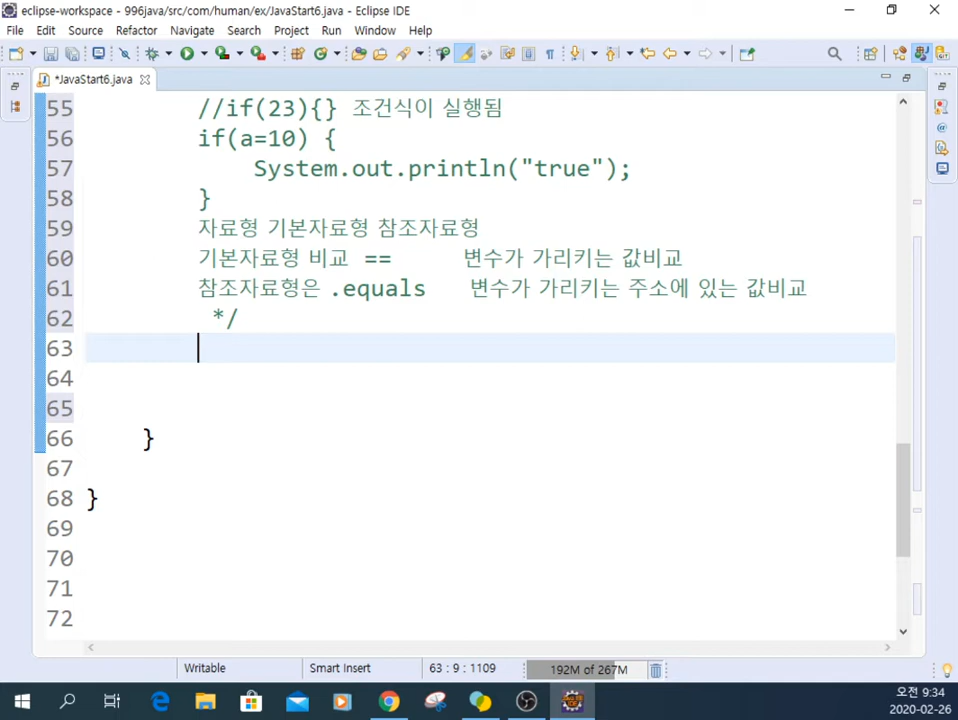 eclipse-workspace - 996java/src/com/human/ex/JavaStart6.java - Eclipse IDE
File Edit Source Refactor Navigate Search Project Run Window Help
*JavaStart6.java
55 //if(23){} 조건식이 실행됨
56 if(a=10) {
57 System.out.println("true");
58 }
59 자료형 기본자료형 참조자료형
60 기본자료형 비교 == 변수가 가리키는 값비교
61 참조자료형은 .equals 변수가 가리키는 주소에 있는 값비교
62 */
63
64
65
66 }
67
68 }
69
70
71
72
Writable Smart Insert 63 : 9 : 1109 192M of 267M
오전 9:34
2020-02-26